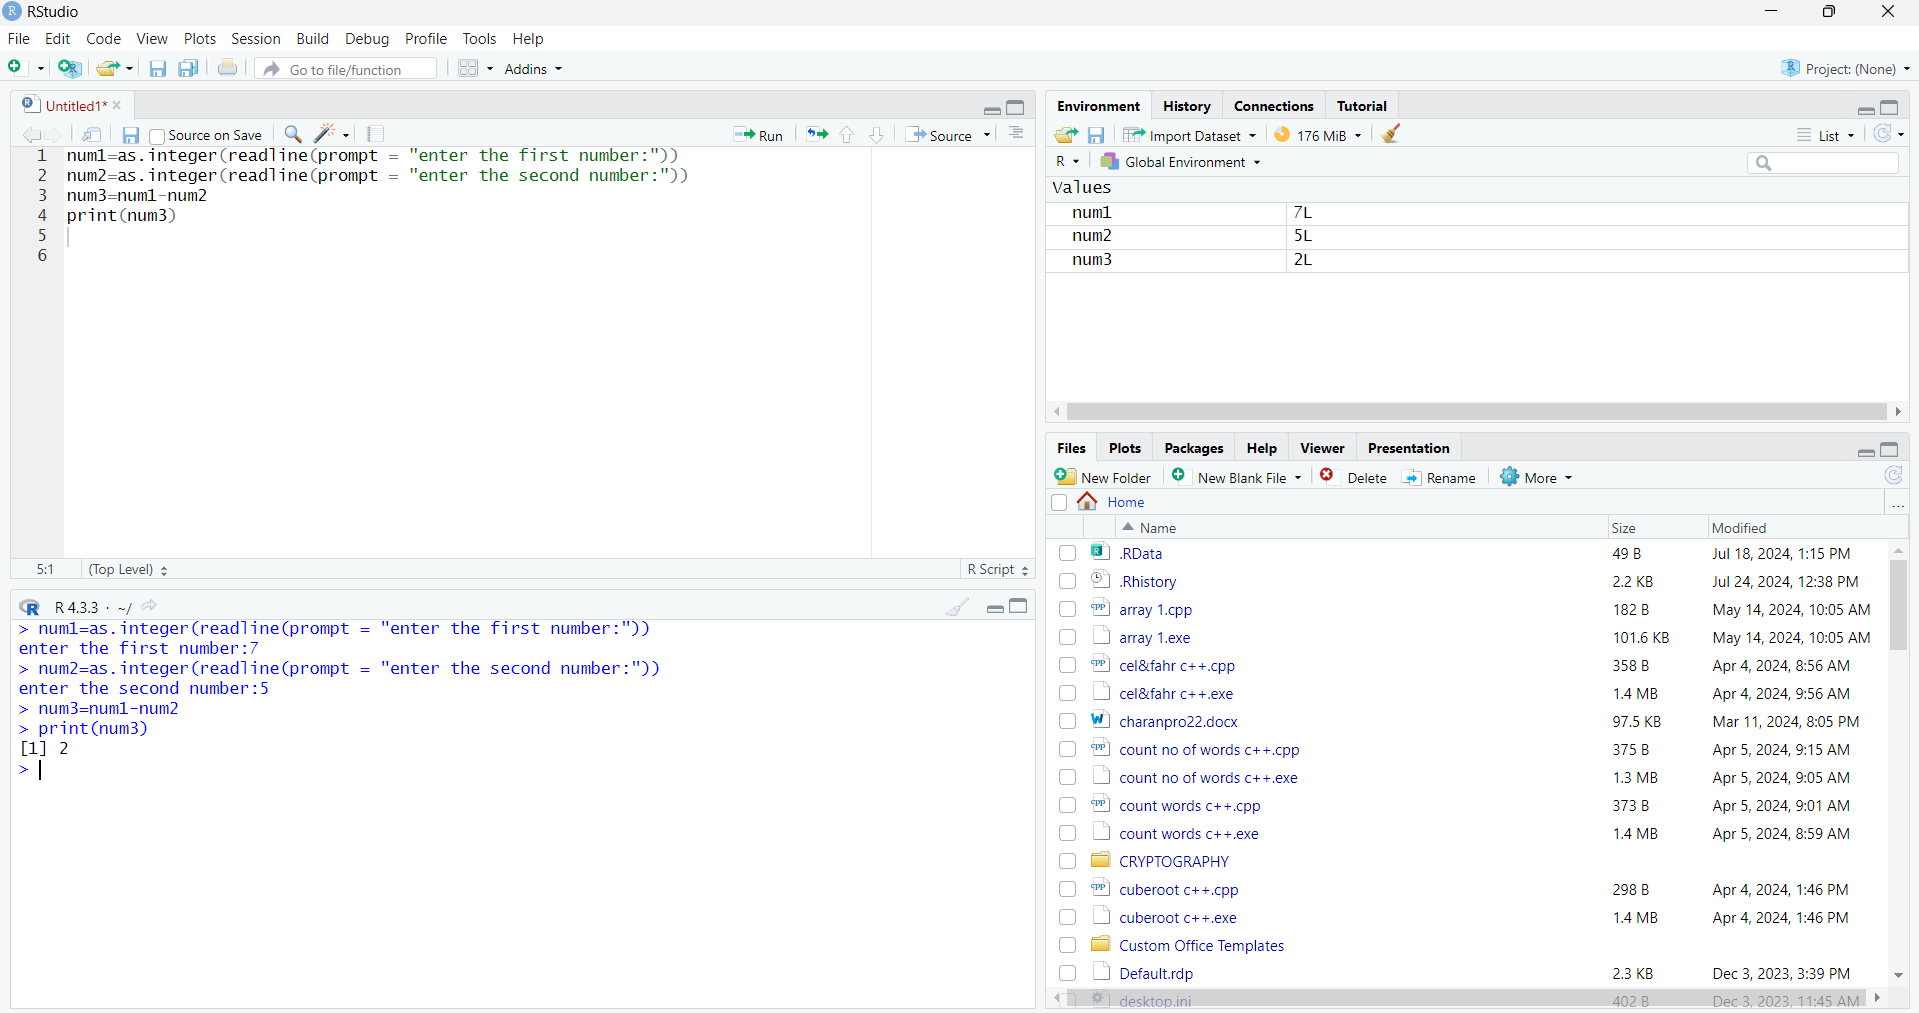 RStudio
File Edit Code View Plots Session Build Debug Profile Tools Help
Go to file/function Addins Project: (None)
Untitled1*
Source on Save Run Source
1 num1=as.integer(readline(prompt = "enter the first number:"))
2 num2=as.integer(readline(prompt = "enter the second number:"))
3 num3=num1-num2
4 print(num3)
5
6
5:1 (Top Level) R Script
R 4.3.3 · ~/
> num1=as.integer(readline(prompt = "enter the first number:"))
enter the first number:7
> num2=as.integer(readline(prompt = "enter the second number:"))
enter the second number:5
> num3=num1-num2
> print(num3)
[1] 2
>
Environment History Connections Tutorial
Import Dataset 176 MiB List
R Global Environment
Values
num1 7L
num2 5L
num3 2L
Files Plots Packages Help Viewer Presentation
New Folder New Blank File Delete Rename More
Home ...
Name Size Modified
.RData 49 B Jul 18, 2024, 1:15 PM
.Rhistory 2.2 KB Jul 24, 2024, 12:38 PM
array 1.cpp 182 B May 14, 2024, 10:05 AM
array 1.exe 101.6 KB May 14, 2024, 10:05 AM
cel&fahr c++.cpp 358 B Apr 4, 2024, 8:56 AM
cel&fahr c++.exe 1.4 MB Apr 4, 2024, 9:56 AM
charanpro22.docx 97.5 KB Mar 11, 2024, 8:05 PM
count no of words c++.cpp 375 B Apr 5, 2024, 9:15 AM
count no of words c++.exe 1.3 MB Apr 5, 2024, 9:05 AM
count words c++.cpp 373 B Apr 5, 2024, 9:01 AM
count words c++.exe 1.4 MB Apr 5, 2024, 8:59 AM
CRYPTOGRAPHY
cuberoot c++.cpp 298 B Apr 4, 2024, 1:46 PM
cuberoot c++.exe 1.4 MB Apr 4, 2024, 1:46 PM
Custom Office Templates
Default.rdp 2.3 KB Dec 3, 2023, 3:39 PM
desktop.ini 402 B Dec 3, 2023, 11:45 AM